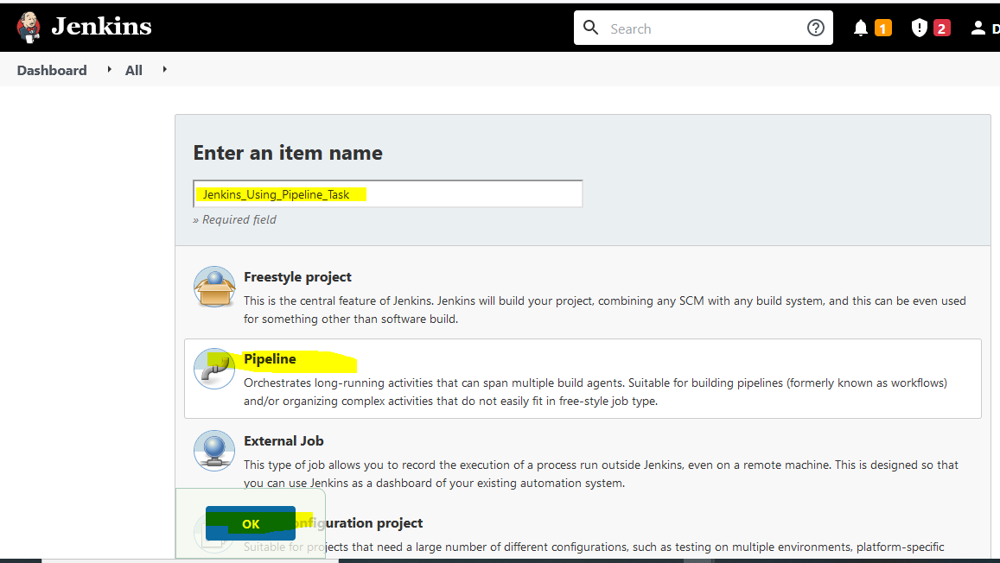 Jenkins
Search
1
2
D
Dashboard
All
Enter an item name
Jenkins_Using_Pipeline_Task
» Required field
Freestyle project
This is the central feature of Jenkins. Jenkins will build your project, combining any SCM with any build system, and this can be even used
for something other than software build.
Pipeline
Orchestrates long-running activities that can span multiple build agents. Suitable for building pipelines (formerly known as workflows)
and/or organizing complex activities that do not easily fit in free-style job type.
External Job
This type of job allows you to record the execution of a process run outside Jenkins, even on a remote machine. This is designed so that
you can use Jenkins as a dashboard of your existing automation system.
OK
nfiguration project
Suitable for projects that need a large number of different configurations, such as testing on multiple environments, platform-specific